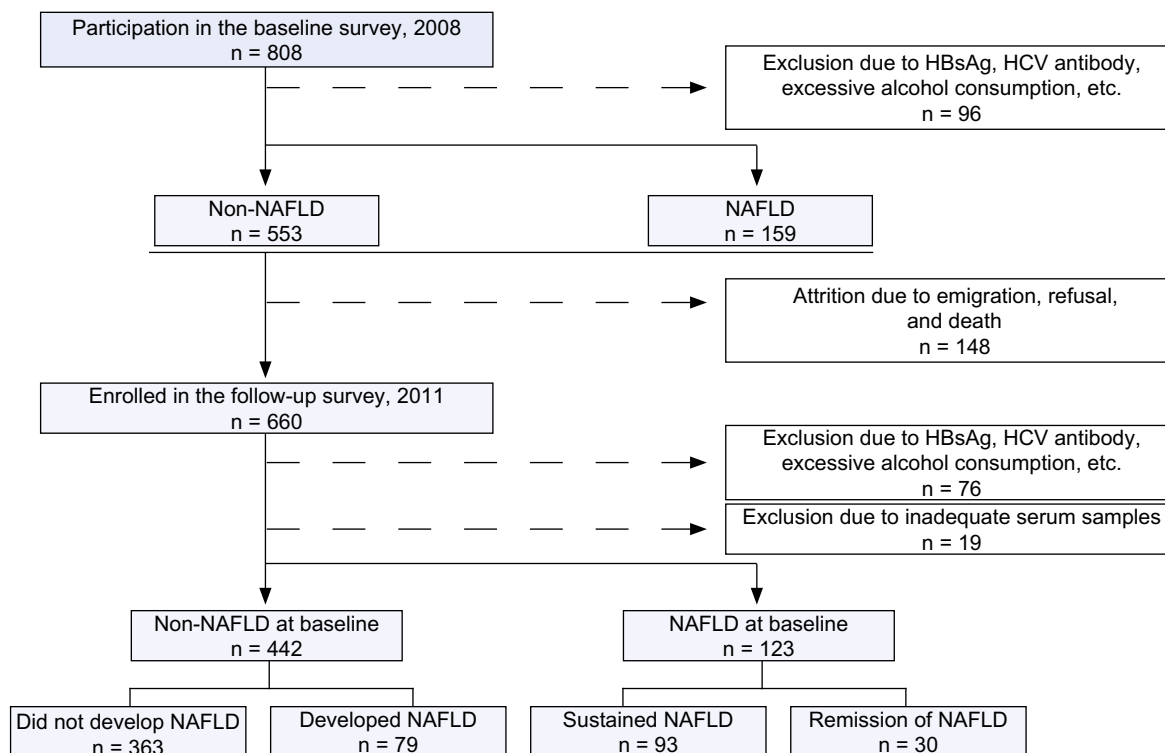 Participation in the baseline survey, 2008
n = 808
Exclusion due to HBsAg, HCV antibody,
excessive alcohol consumption, etc.
n = 96
Non-NAFLD
n = 553
NAFLD
n = 159
Attrition due to emigration, refusal,
and death
n = 148
Enrolled in the follow-up survey, 2011
n = 660
Exclusion due to HBsAg, HCV antibody,
excessive alcohol consumption, etc.
n = 76
Exclusion due to inadequate serum samples
n = 19
Non-NAFLD at baseline
n = 442
NAFLD at baseline
n = 123
Did not develop NAFLD
n = 363
Developed NAFLD
n = 79
Sustained NAFLD
n = 93
Remission of NAFLD
n = 30